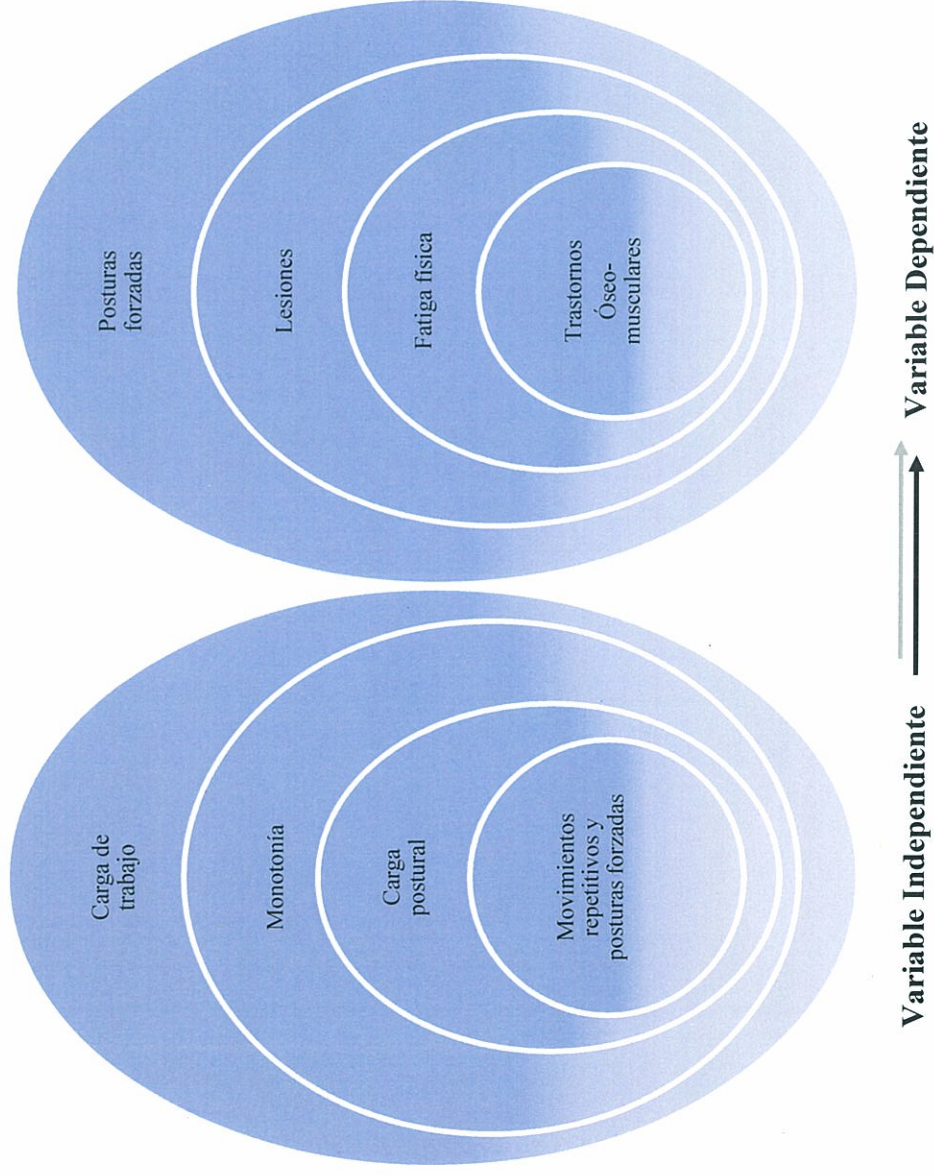 Carga de
trabajo
Monotonía
Carga
postural
Movimientos
repetitivos y
posturas forzadas
Posturas
forzadas
Lesiones
Fatiga física
Trastornos
Óseo-
musculares
Variable Independiente
Variable Dependiente